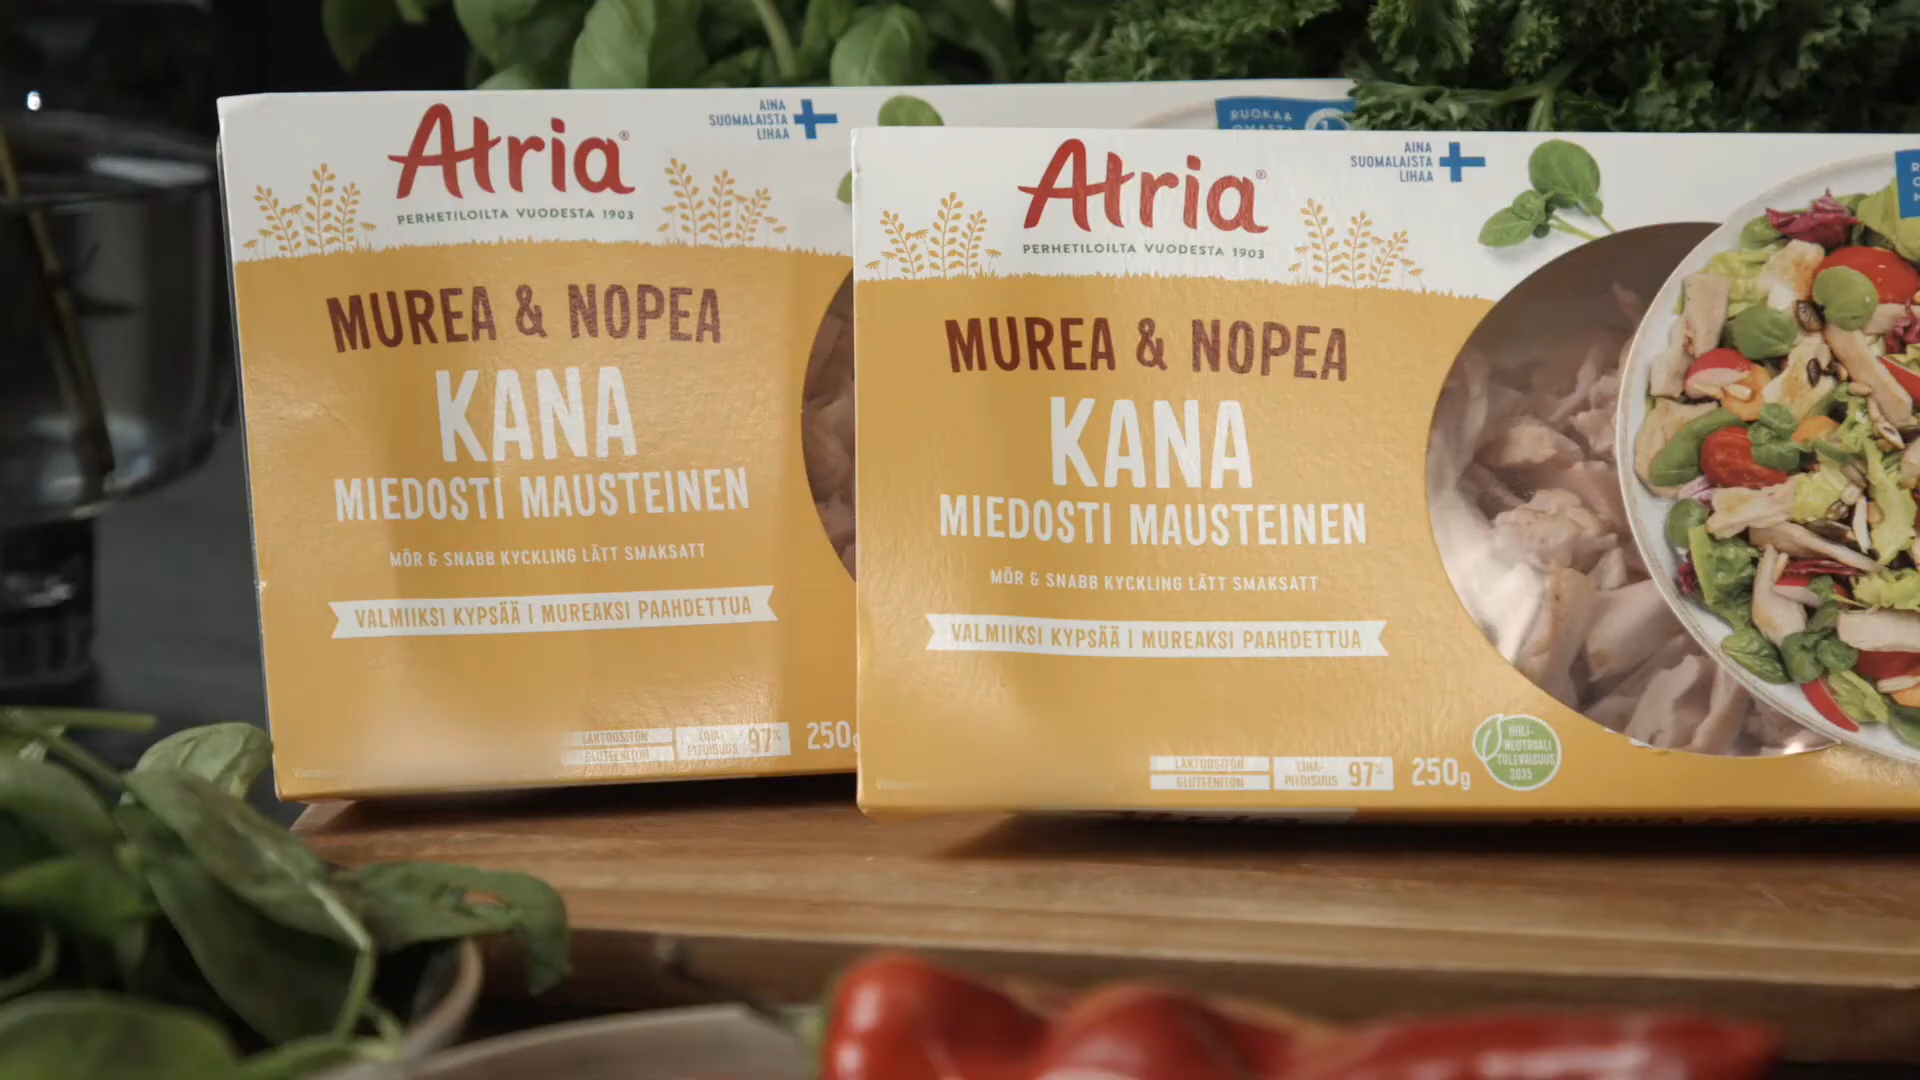 Atria®
PERHETILOILTA VUODESTA 1903
AINA
SUOMALAISTA
LIHAA
RUOKAA
OMASTA
MUREA & NOPEA
KANA
MIEDOSTI MAUSTEINEN
MÖR & SNABB KYCKLING LÄTT SMAKSATT
VALMIIKSI KYPSÄÄ | MUREAKSI PAAHDETTUA
LAKTOOSITON
GLUTEENITON
LIHA-
PITOISUUS 97%
250g
Atria®
PERHETILOILTA VUODESTA 1903
AINA
SUOMALAISTA
LIHAA
MUREA & NOPEA
KANA
MIEDOSTI MAUSTEINEN
MÖR & SNABB KYCKLING LÄTT SMAKSATT
VALMIIKSI KYPSÄÄ | MUREAKSI PAAHDETTUA
LAKTOOSITON
GLUTEENITON
LIHA-
PITOISUUS 97%
250g
HIILI-
NEUTRAALI
TULEVAISUUS
2035